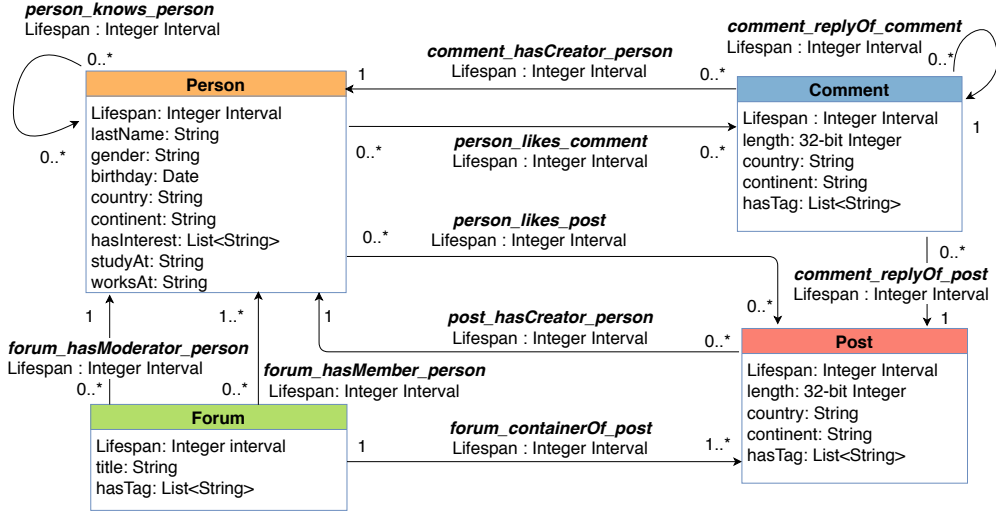 person_knows_person
Lifespan : Integer Interval
0..*
0..*
Person
Lifespan: Integer Interval
lastName: String
gender: String
birthday: Date
country: String
continent: String
hasInterest: List<String>
studyAt: String
worksAt: String
comment_hasCreator_person
Lifespan : Integer Interval
1
0..*
person_likes_comment
Lifespan : Integer Interval
0..*
0..*
comment_replyOf_comment
Lifespan : Integer Interval
0..*
1
Comment
Lifespan : Integer Interval
length: 32-bit Integer
country: String
continent: String
hasTag: List<String>
person_likes_post
Lifespan : Integer Interval
0..*
0..*
comment_replyOf_post
Lifespan : Integer Interval
0..*
1
post_hasCreator_person
Lifespan : Integer Interval
1
0..*
Post
Lifespan: Integer Interval
length: 32-bit Integer
country: String
continent: String
hasTag: List<String>
forum_hasModerator_person
Lifespan : Integer Interval
1
0..*
forum_hasMember_person
Lifespan: Integer Interval
1..*
0..*
Forum
Lifespan: Integer interval
title: String
hasTag: List<String>
forum_containerOf_post
Lifespan : Integer Interval
1
1..*